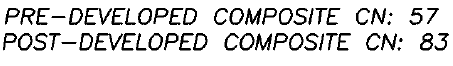 PRE-DEVELOPED COMPOSITE CN: 57
POST-DEVELOPED COMPOSITE CN: 83